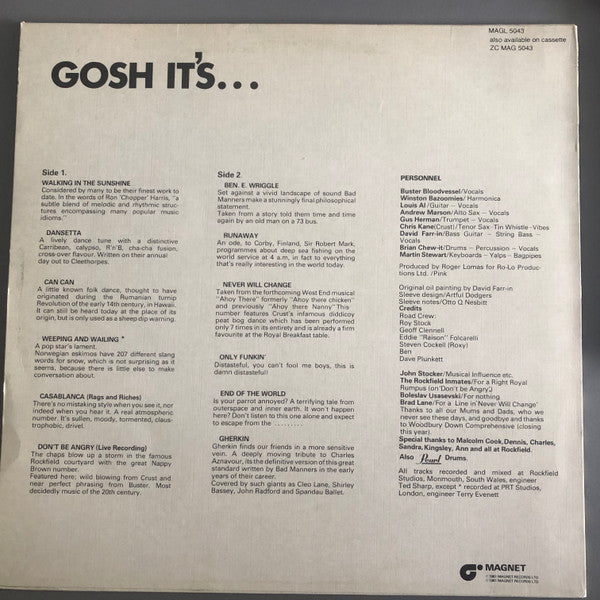 MAGL 5043
also available on cassette
ZC MAG 5043
GOSH IT'S...
Side 1.
WALKING IN THE SUNSHINE
Considered by many to be their finest work to
date. In the words of Ron 'Chopper' Harris, "a
subtle blend of melodic and rhythmic struc-
tures encompassing many popular music
idioms."
DANSETTA
A lively dance tune with a distinctive
Carribean, calypso, R'n'B, cha-cha fusion,
cross-over flavour. Written on their annual
day out to Cleethorpes.
CAN CAN
A little known folk dance, thought to have
originated during the Rumanian turnip
Revolution of the early 14th century, in Hawaii.
It can still be heard today at the place of its
origin, but is only used as a sheep dip warning.
WEEPING AND WAILING *
A pop star's lament.
Norwegian eskimos have 207 different slang
words for snow, which is not surprising as it
seems, because there is little else to make
conversation about.
CASABLANCA (Rags and Riches)
There's no mistaking style when you see it, nor
indeed when you hear it. A real atmospheric
number. It's sullen, moody, tormented, claus-
trophobic, drivel.
DON'T BE ANGRY (Live Recording)
The chaps blow up a storm in the famous
Rockfield courtyard with the great Nappy
Brown number.
Featured here; wild blowing from Crust and
near perfect phrasing from Buster. Most
decidedly music of the 20th century.
Side 2.
BEN. E. WRIGGLE
Set against a vivid landscape of sound Bad
Manners make a stunningly final philosophical
statement.
Taken from a story told them time and time
again by an old man on a 73 bus.
RUNAWAY
An ode, to Corby, Finland, Sir Robert Mark,
programmes about deep sea fishing on the
world service at 4 a.m, in fact to everything
that's really interesting in the world today.
NEVER WILL CHANGE
Taken from the forthcoming West End musical
"Ahoy There" formerly "Ahoy there chicken"
and previously "Ahoy there Nanny" This
number features Crust's infamous diddicoy
peat bog dance which has been performed
only 7 times in its entirety and is already a firm
favourite at the Royal Breakfast table.
ONLY FUNKIN'
Distasteful, you can't fool me boys, this is
damn distasteful!
END OF THE WORLD
Is your parrot annoyed? A terrifying tale from
outerspace and inner earth. It won't happen
here? Don't listen to this one alone and expect
to escape from the .........
GHERKIN
Gherkin finds our friends in a more sensitive
vein. A deeply moving tribute to Charles
Aznavour, its the definitive version of this great
standard written by Bad Manners in the early
years of their career.
Covered by such giants as Cleo Lane, Shirley
Bassey, John Radford and Spandau Ballet.
PERSONNEL
Buster Bloodvessel/Vocals
Winston Bazoomies/Harmonica
Louis Al/Guitar – Vocals
Andrew Marson/Alto Sax – Vocals
Gus Herman/Trumpet – Vocals
Chris Kane(Crust)/Tenor Sax-Tin Whistle-Vibes
David Farr-in/Bass Guitar – String Bass –
Vocals
Brian Chew-it/Drums – Percussion – Vocals
Martin Stewart/Keyboards – Yalps – Bagpipes
Produced by Roger Lomas for Ro-Lo Produc-
tions Ltd. /Pink
Original oil painting by David Farr-in
Sleeve design/Artful Dodgers
Sleeve notes/Otto Q Nesbitt
Credits
Road Crew:
Roy Stock
Geoff Clennell
Eddie "Raison" Folcarelli
Steven Cockell (Roxy)
Ben
Dave Plunkett
John Stocker/Musical Influence etc.
The Rockfield Inmates/For a Right Royal
Rumpus (on 'Don't be Angry')
Boleslav Usasevski/For nothing
Brad Lane/For a Line in 'Never Will Change'
Thanks to all our Mums and Dads, who we
never see these days, and goodbye and thanks
to Woodbury Down Comprehensive (closing
this month).
Special thanks to Malcolm Cook, Dennis, Charles,
Sandra, Kingsley, Ann and all at Rockfield.
Also Pearl Drums.
All tracks recorded and mixed at Rockfield
Studios, Monmouth, South Wales, engineer
Ted Sharp, except * recorded at PRT Studios,
London, engineer Terry Evenett
MAGNET
MAGNET RECORDS LTD
MAGNET RECORDS LTD